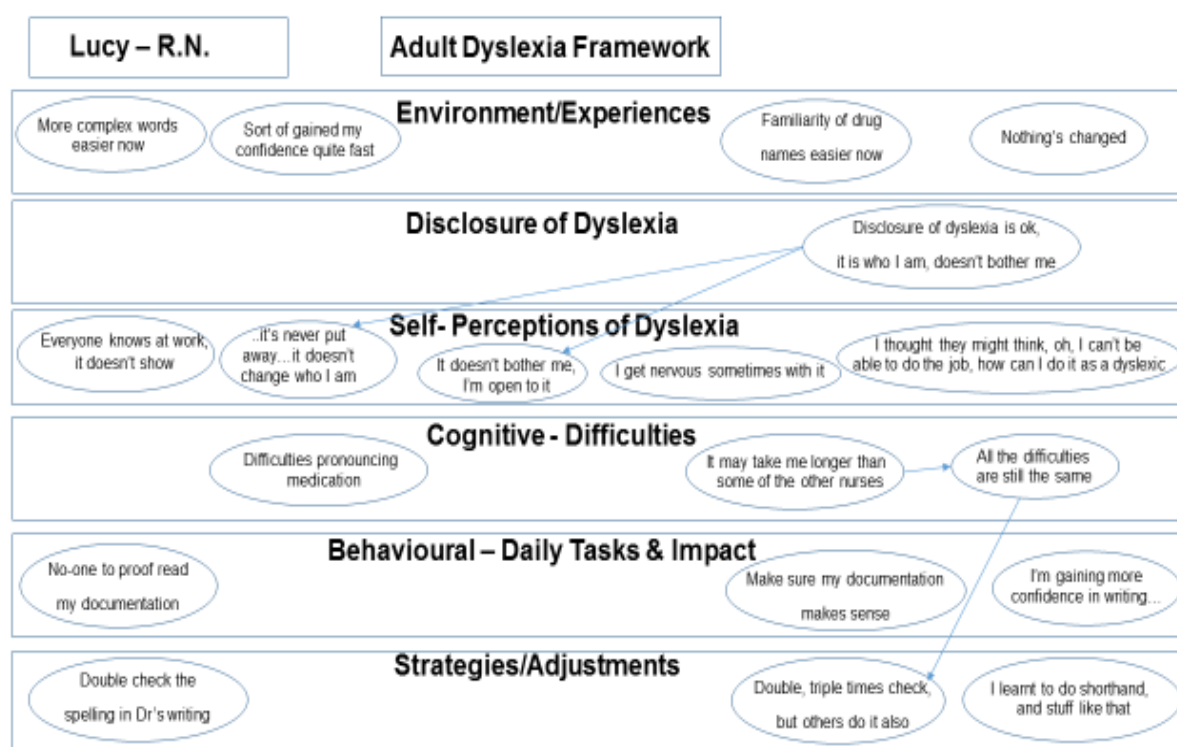 Lucy – R.N.
Adult Dyslexia Framework
Environment/Experiences
More complex words
easier now
Sort of gained my
confidence quite fast
Familiarity of drug
names easier now
Nothing's changed
Disclosure of Dyslexia
Disclosure of dyslexia is ok,
it is who I am, doesn't bother me
Self- Perceptions of Dyslexia
Everyone knows at work,
it doesn't show
..it's never put
away…it doesn't
change who I am
It doesn't bother me,
I'm open to it
I get nervous sometimes with it
I thought they might think, oh, I can't be
able to do the job, how can I do it as a dyslexic
Cognitive - Difficulties
Difficulties pronouncing
medication
It may take me longer than
some of the other nurses
All the difficulties
are still the same
Behavioural – Daily Tasks & Impact
No-one to proof read
my documentation
Make sure my documentation
makes sense
I'm gaining more
confidence in writing…
Strategies/Adjustments
Double check the
spelling in Dr's writing
Double, triple times check,
but others do it also
I learnt to do shorthand,
and stuff like that